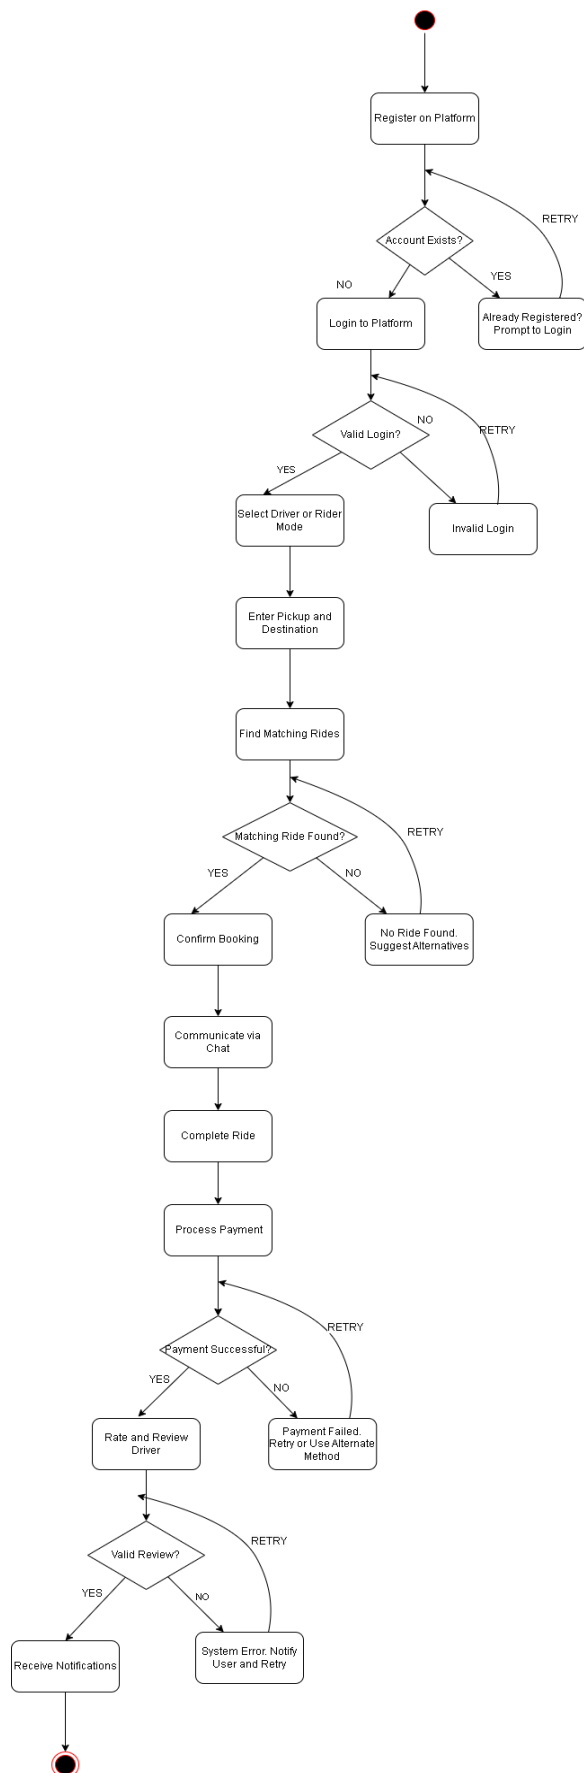 Register on Platform
RETRY
Account Exists?
YES
NO
Login to Platform
Already Registered?
Prompt to Login
NO
RETRY
Valid Login?
YES
Select Driver or Rider
Mode
Invalid Login
Enter Pickup and
Destination
Find Matching Rides
RETRY
Matching Ride Found?
YES
NO
Confirm Booking
No Ride Found.
Suggest Alternatives
Communicate via
Chat
Complete Ride
Process Payment
RETRY
Payment Successful?
YES
NO
Rate and Review
Driver
Payment Failed.
Retry or Use Alternate
Method
RETRY
Valid Review?
YES
NO
Receive Notifications
System Error. Notify
User and Retry